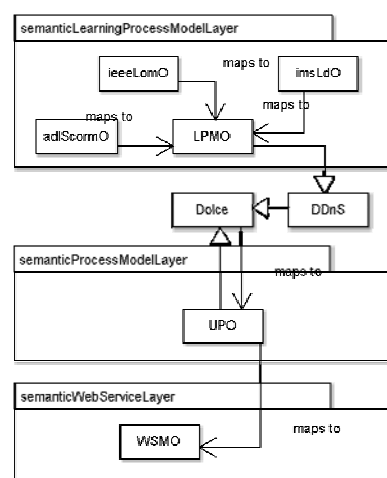 semanticLearningProcessModelLayer
ieeeLomO
maps to
imsLdO
maps to
maps to
adlScormO
LPMO
Dolce
DDnS
semanticProcessModelLayer
maps to
UPO
semanticWebServiceLayer
WSMO
maps to